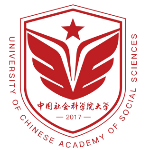 中国社会科学院大学
— 2017 —
UNIVERSITY OF CHINESE ACADEMY OF SOCIAL SCIENCES